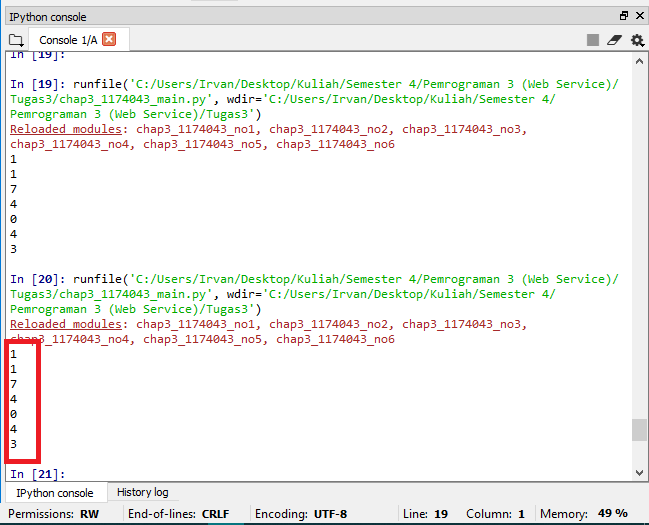 IPython console
Console 1/A
In [19]:
In [19]: runfile('C:/Users/Irvan/Desktop/Kuliah/Semester 4/Pemrograman 3 (Web Service)/
Tugas3/chap3_1174043_main.py', wdir='C:/Users/Irvan/Desktop/Kuliah/Semester 4/
Pemrograman 3 (Web Service)/Tugas3')
Reloaded modules: chap3_1174043_no1, chap3_1174043_no2, chap3_1174043_no3,
chap3_1174043_no4, chap3_1174043_no5, chap3_1174043_no6
1
1
7
4
0
4
3
In [20]: runfile('C:/Users/Irvan/Desktop/Kuliah/Semester 4/Pemrograman 3 (Web Service)/
Tugas3/chap3_1174043_main.py', wdir='C:/Users/Irvan/Desktop/Kuliah/Semester 4/
Pemrograman 3 (Web Service)/Tugas3')
Reloaded modules: chap3_1174043_no1, chap3_1174043_no2, chap3_1174043_no3,
chap3_1174043_no4, chap3_1174043_no5, chap3_1174043_no6
1
1
7
4
0
4
3
In [21]:
IPython console History log
Permissions: RW End-of-lines: CRLF Encoding: UTF-8 Line: 19 Column: 1 Memory: 49 %